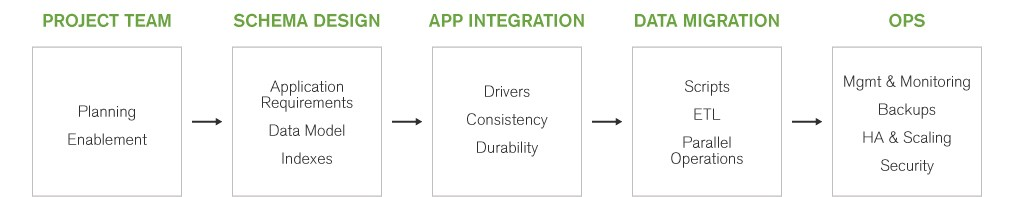 PROJECT TEAM
Planning
Enablement
SCHEMA DESIGN
Application
Requirements
Data Model
Indexes
APP INTEGRATION
Drivers
Consistency
Durability
DATA MIGRATION
Scripts
ETL
Parallel
Operations
OPS
Mgmt & Monitoring
Backups
HA & Scaling
Security